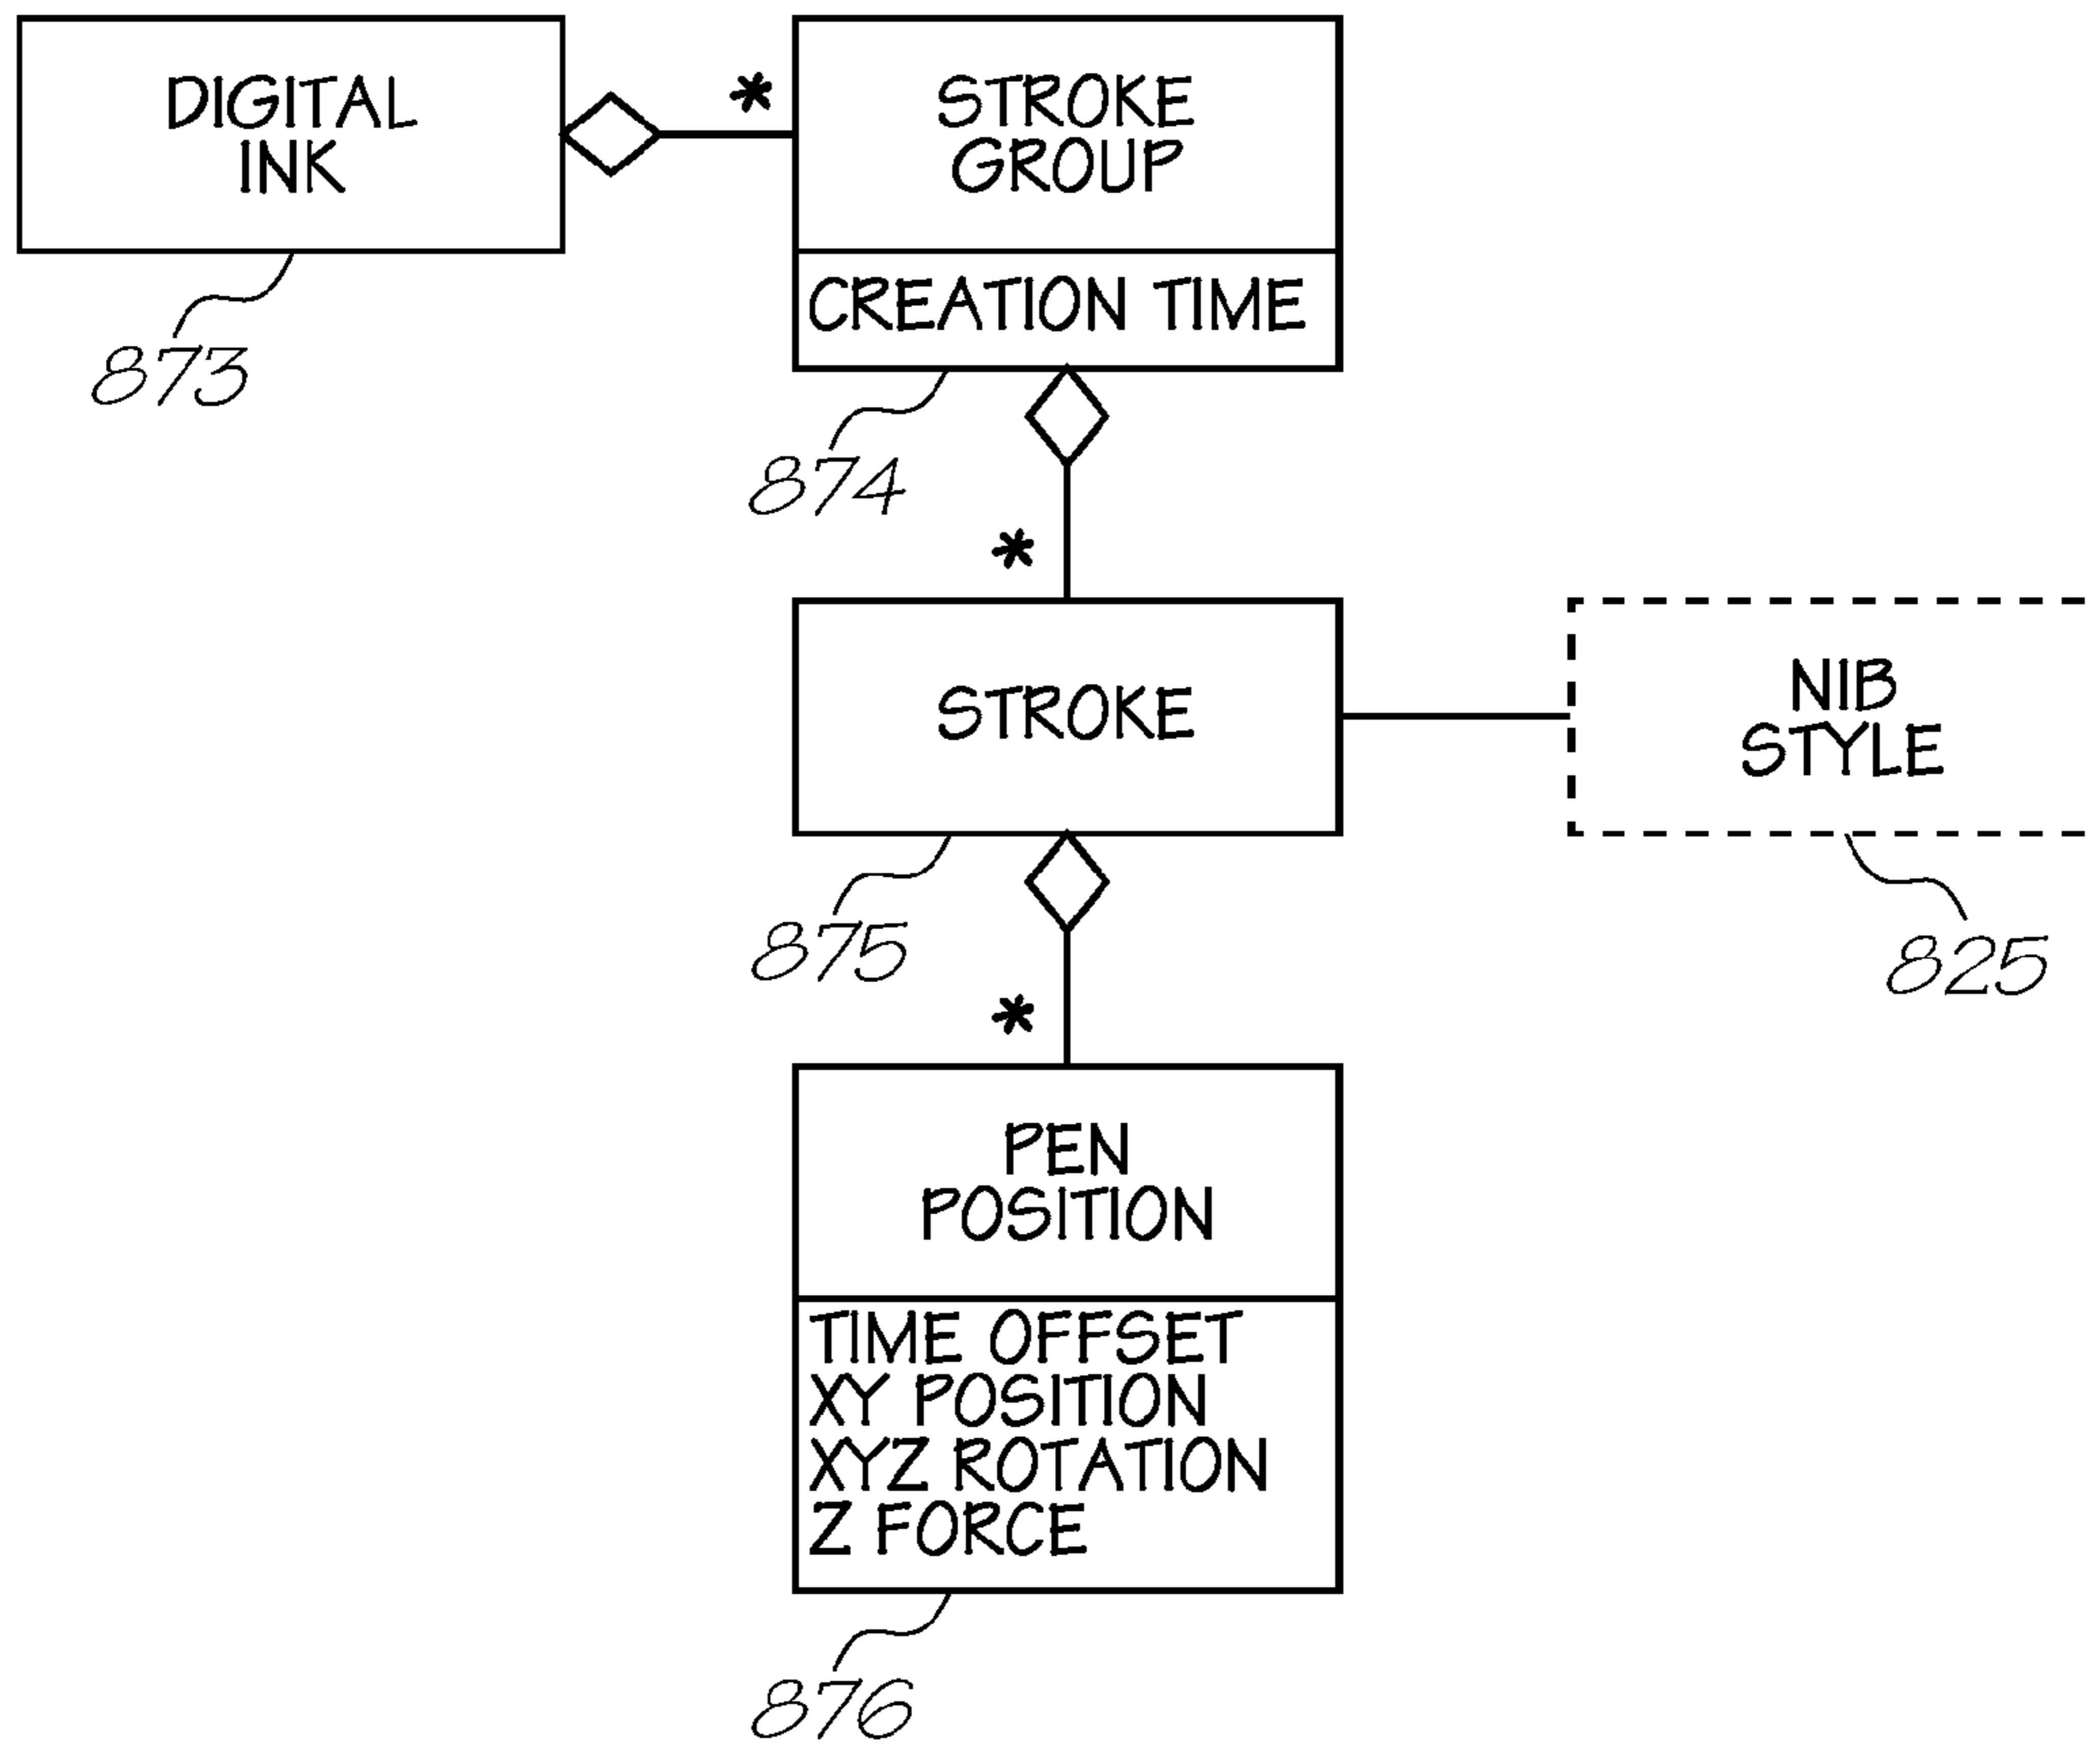 DIGITAL
INK
873
*
STROKE
GROUP
CREATION TIME
874
*
STROKE
875
NIB
STYLE
825
*
PEN
POSITION
TIME OFFSET
XY POSITION
XYZ ROTATION
Z FORCE
876